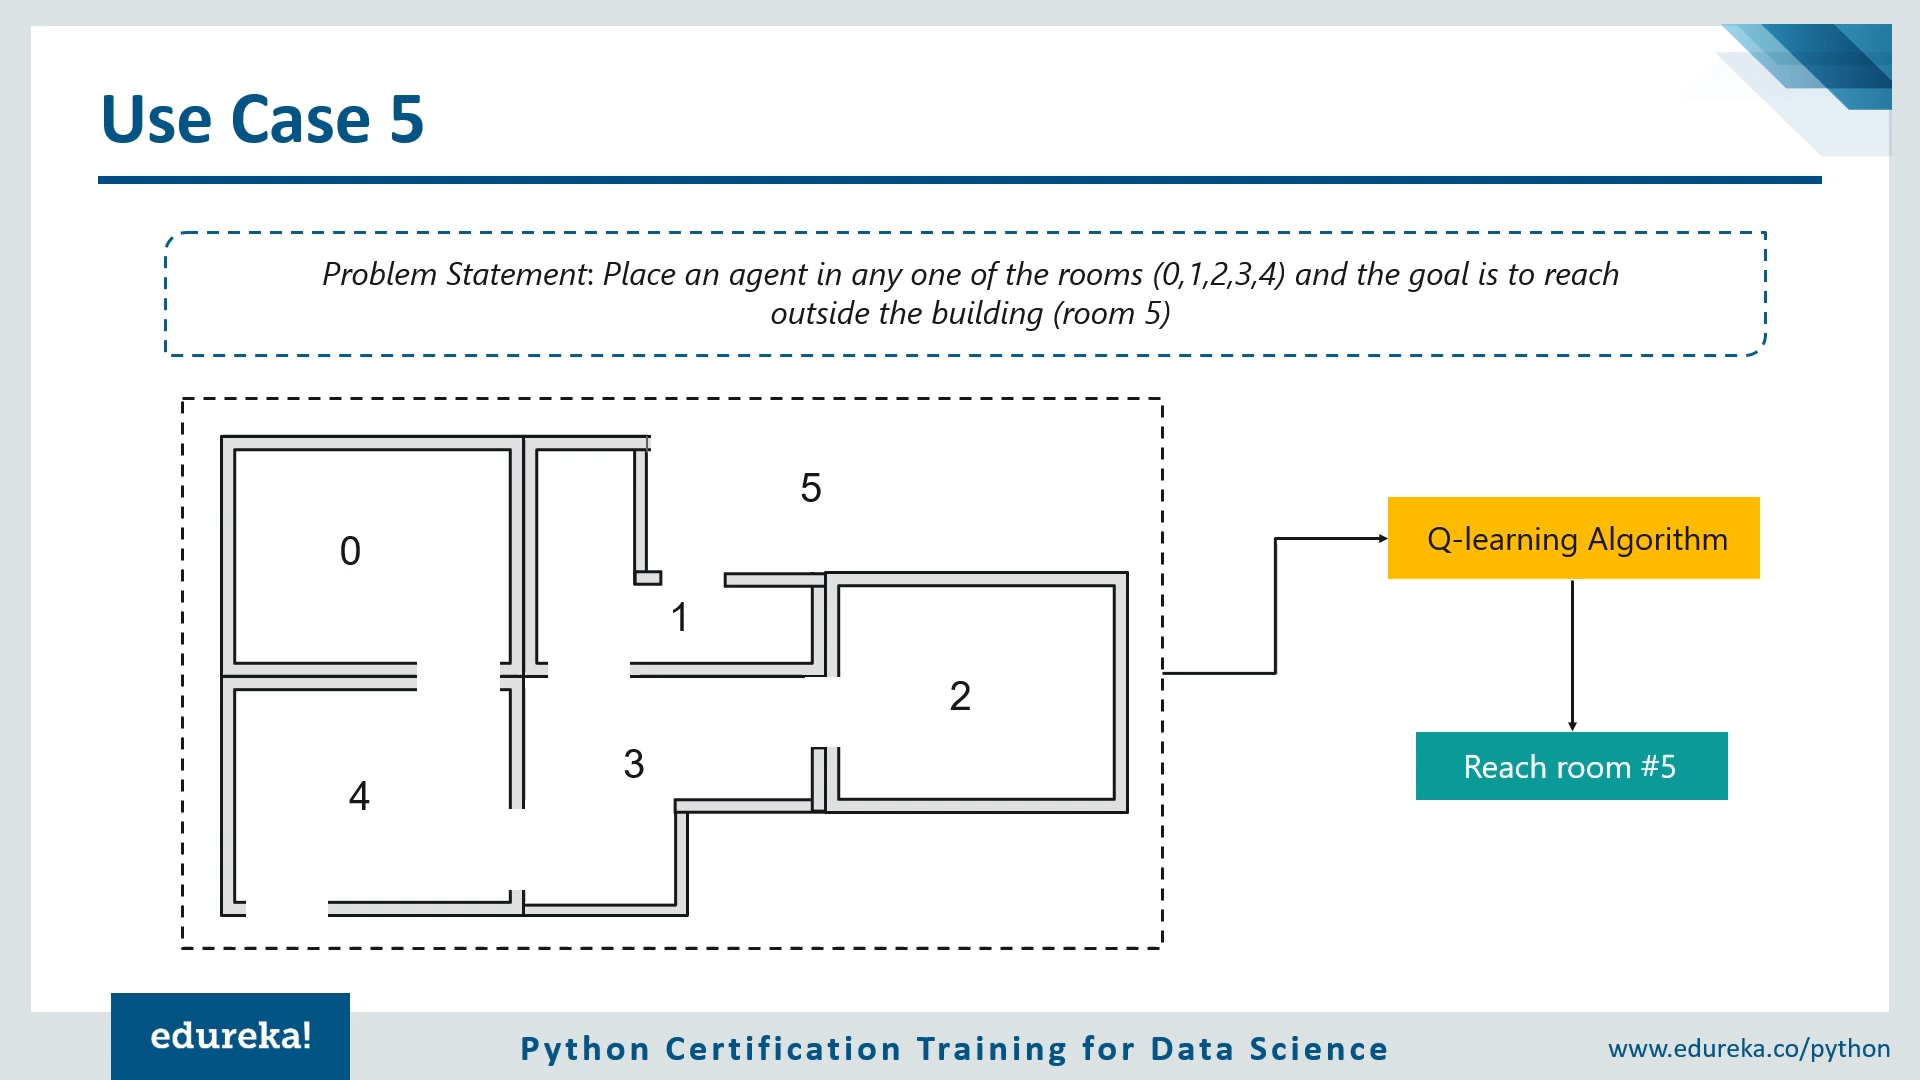 Use Case 5
Problem Statement: Place an agent in any one of the rooms (0,1,2,3,4) and the goal is to reach
outside the building (room 5)
5
0
1
2
3
4
Q-learning Algorithm
Reach room #5
edureka!
Python Certification Training for Data Science
www.edureka.co/python